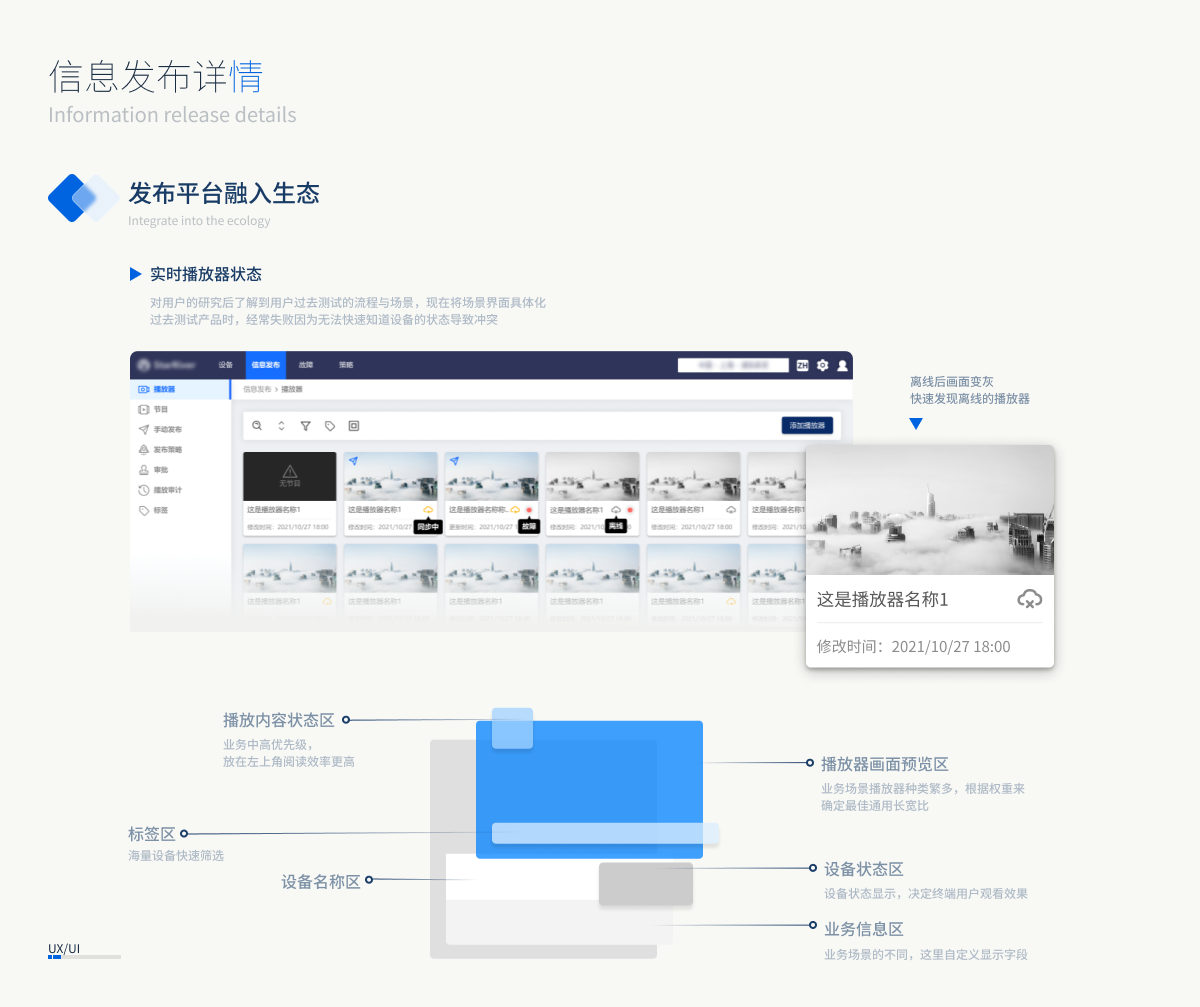 信息发布详情
Information release details
发布平台融入生态
Integrate into the ecology
实时播放器状态
对用户的研究后了解到用户过去测试的流程与场景，现在将场景界面具体化
过去测试产品时，经常失败因为无法快速知道设备的状态导致冲突
StarRiver 设备 信息发布 故障 策略 ZH
播放器 信息发布 > 播放器
节目
手动发布
发布策略
审批
播放审计
标签
添加播放器
无节目
这是播放器名称1 这是播放器名称1 这是播放器名称称.. 这是播放器名称1 这是播放器名称1 这是播放器名称1
修改时间：2021/10/27 18:00 修改时间：2021/10/27 同步中 更新时间：2021/10/27 故障 修改时间：2021/10/ 离线 修改时间：2021/10/27 18:00 修改时间：2021/10
这是播放器名称1 这是播放器名称1 这是播放器名称1 这是播放器名称1 这是播放器名称1 这是播放器名称1
离线后画面变灰
快速发现离线的播放器
这是播放器名称1
修改时间：2021/10/27 18:00
播放内容状态区
业务中高优先级，
放在左上角阅读效率更高
播放器画面预览区
业务场景播放器种类繁多，根据权重来
确定最佳通用长宽比
标签区
海量设备快速筛选
设备名称区
设备状态区
设备状态显示，决定终端用户观看效果
业务信息区
业务场景的不同，这里自定义显示字段
UX/UI